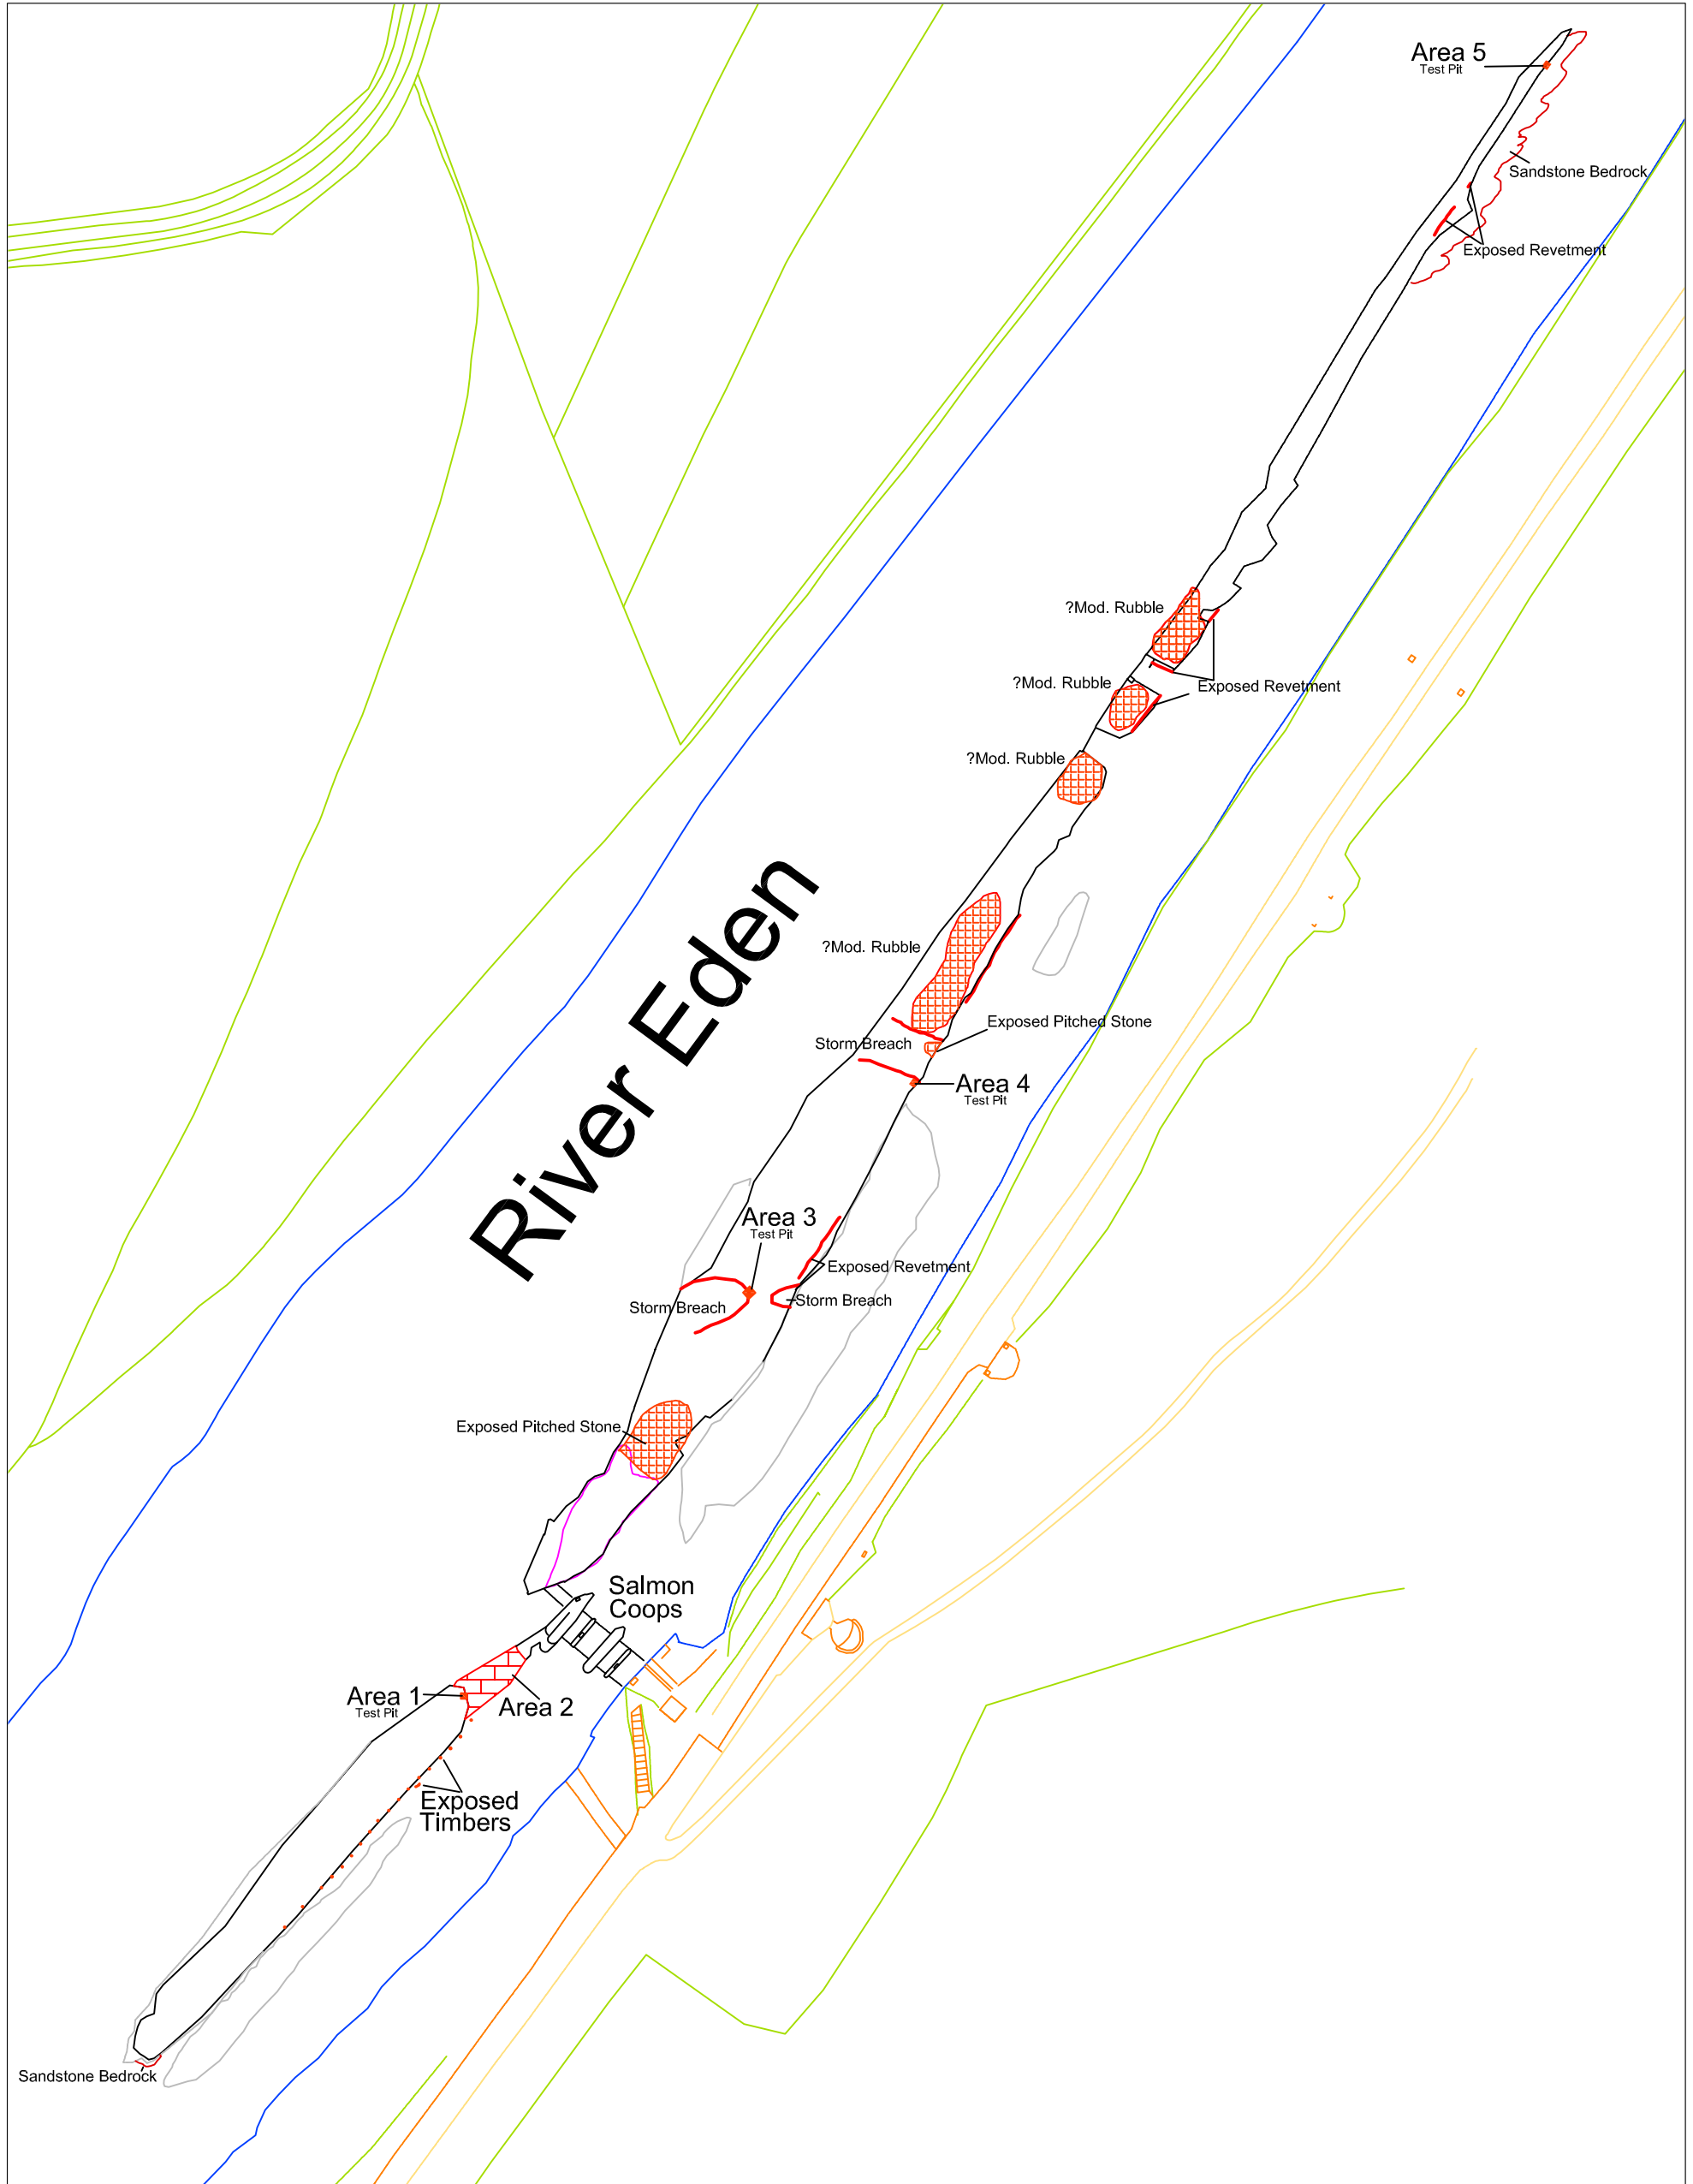 Area 5
Test Pit
Sandstone Bedrock
Exposed Revetment
?Mod. Rubble
?Mod. Rubble
Exposed Revetment
?Mod. Rubble
River Eden
?Mod. Rubble
Exposed Pitched Stone
Storm Breach
Area 4
Test Pit
Area 3
Test Pit
Exposed Revetment
Storm Breach
Storm Breach
Exposed Pitched Stone
Salmon
Coops
Area 1
Test Pit
Area 2
Exposed
Timbers
Sandstone Bedrock